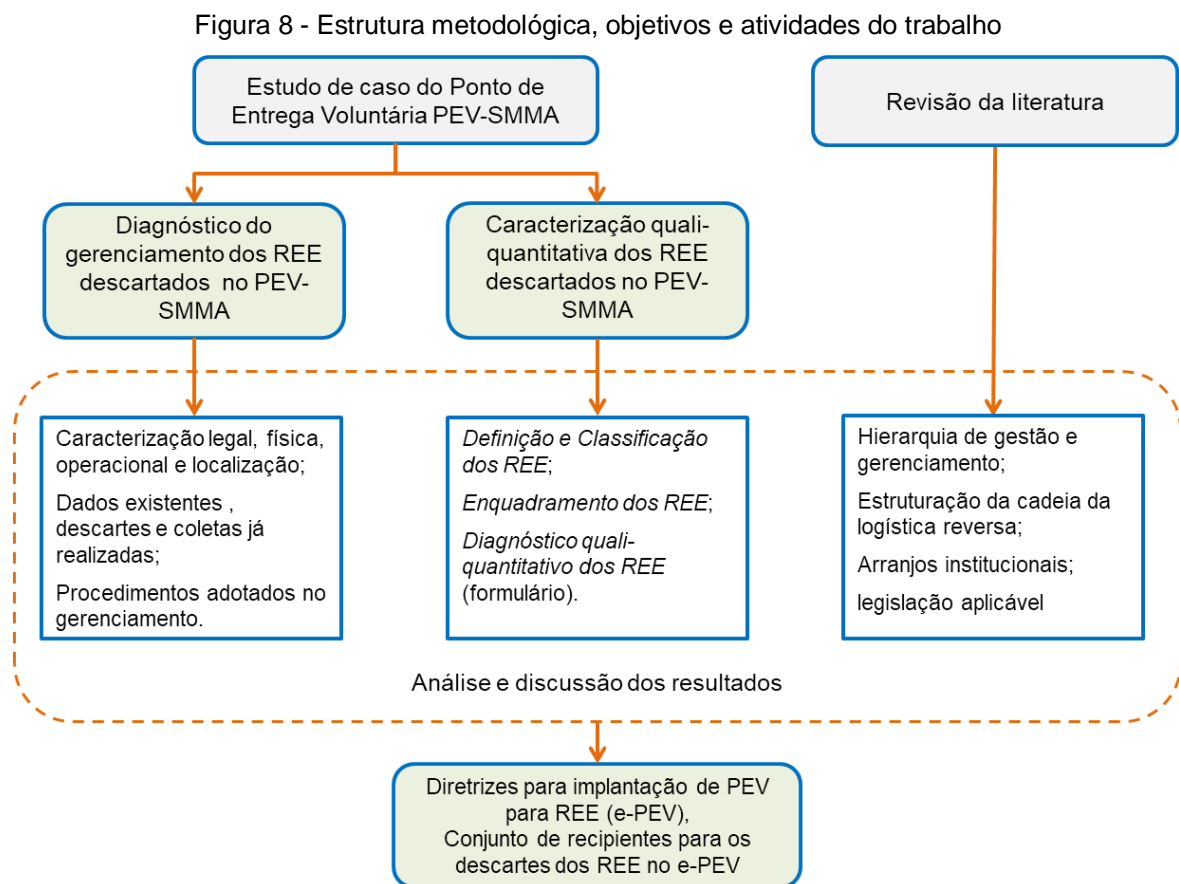 Figura 8 - Estrutura metodológica, objetivos e atividades do trabalho
Estudo de caso do Ponto de
Entrega Voluntária PEV-SMMA
Revisão da literatura
Diagnóstico do
gerenciamento dos REE
descartados no PEV-
SMMA
Caracterização quali-
quantitativa dos REE
descartados no PEV-
SMMA
Caracterização legal, física,
operacional e localização;
Dados existentes ,
descartes e coletas já
realizadas;
Procedimentos adotados no
gerenciamento.
Definição e Classificação
dos REE;
Enquadramento dos REE;
Diagnóstico quali-
quantitativo dos REE
(formulário).
Hierarquia de gestão e
gerenciamento;
Estruturação da cadeia da
logística reversa;
Arranjos institucionais;
legislação aplicável
Análise e discussão dos resultados
Diretrizes para implantação de PEV
para REE (e-PEV),
Conjunto de recipientes para os
descartes dos REE no e-PEV